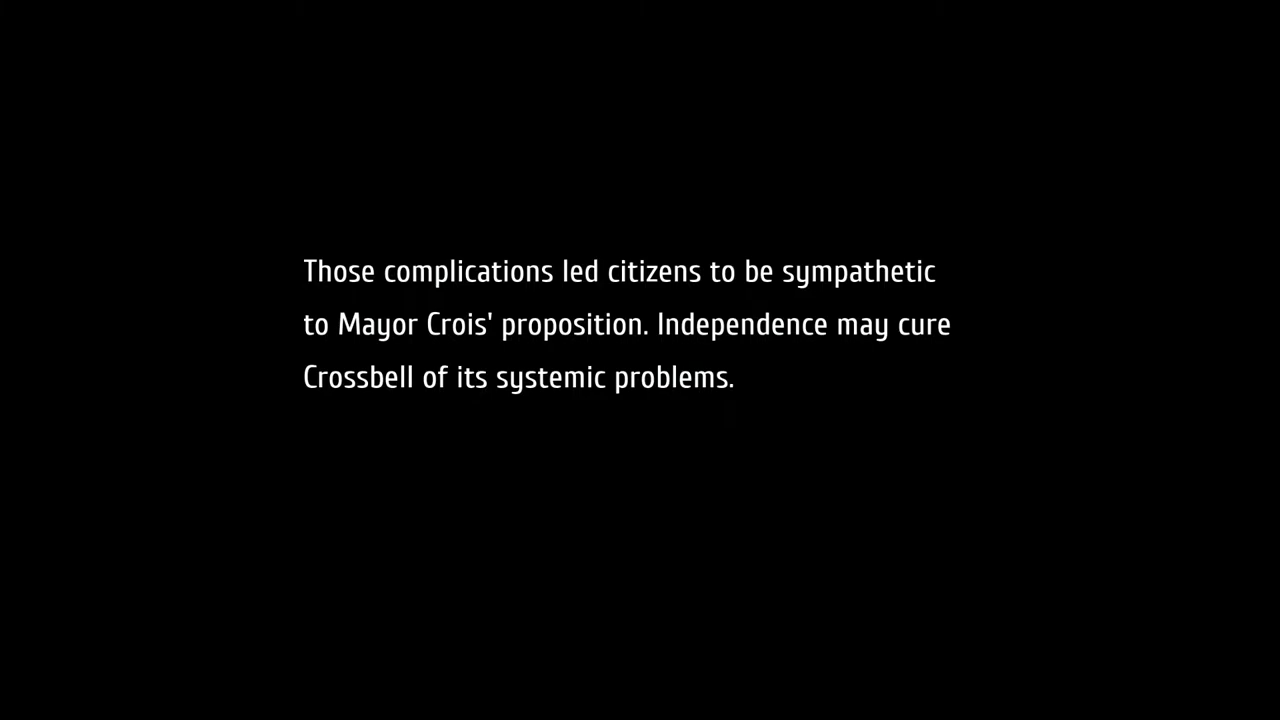 Those complications led citizens to be sympathetic
to Mayor Crois' proposition. Independence may cure
Crossbell of its systemic problems.